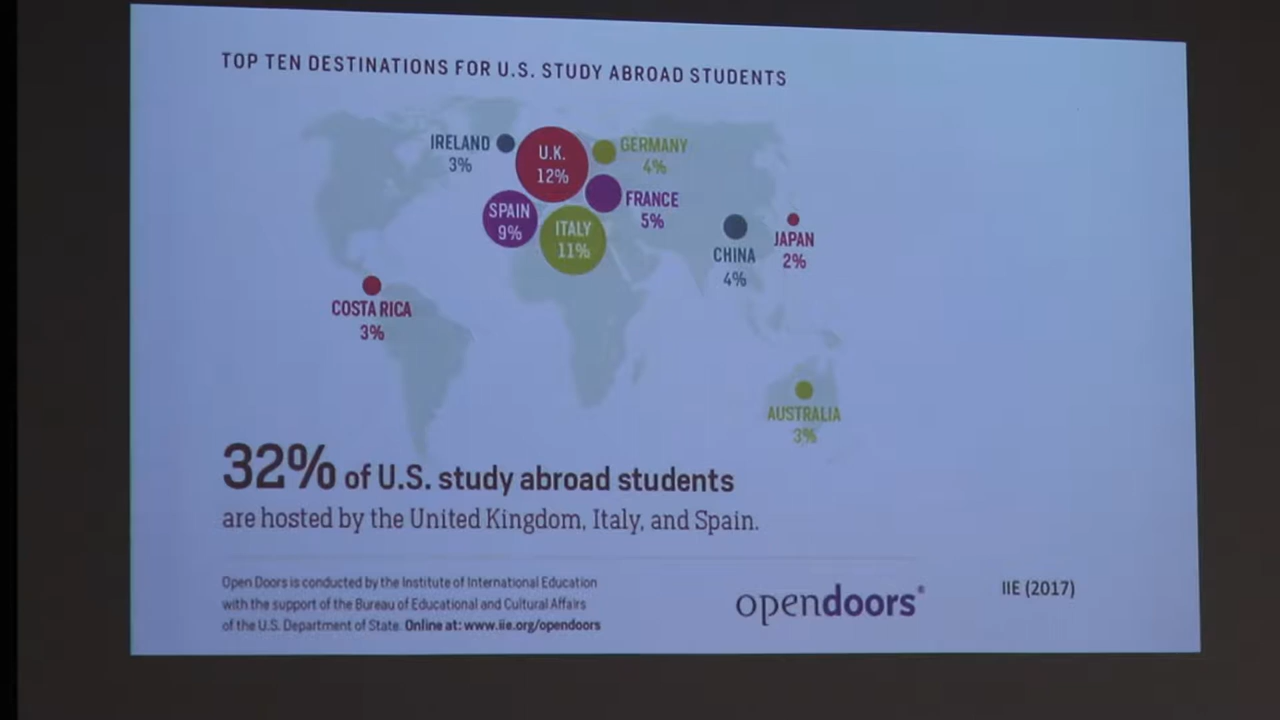 TOP TEN DESTINATIONS FOR U.S. STUDY ABROAD STUDENTS
IRELAND
3%
U.K.
12%
GERMANY
4%
FRANCE
5%
SPAIN
9%
ITALY
11%
CHINA
4%
JAPAN
2%
COSTA RICA
3%
AUSTRALIA
3%
32% of U.S. study abroad students
are hosted by the United Kingdom, Italy, and Spain.
Open Doors is conducted by the Institute of International Education
with the support of the Bureau of Educational and Cultural Affairs
of the U.S. Department of State. Online at: www.iie.org/opendoors
opendoors®
IIE (2017)